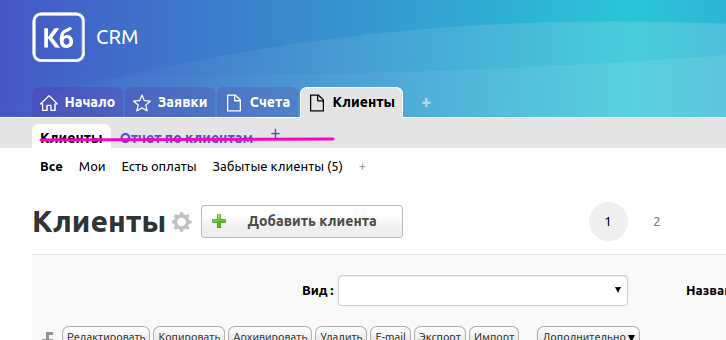 К6 CRM
Начало Заявки Счета Клиенты +
Клиенты Отчет по клиентам +
Все Мои Есть оплаты Забытые клиенты (5) +
Клиенты + Добавить клиента 1 2
Вид: Назва
Редактировать Копировать Архивировать Удалить E-mail Экспорт Импорт Дополнительно